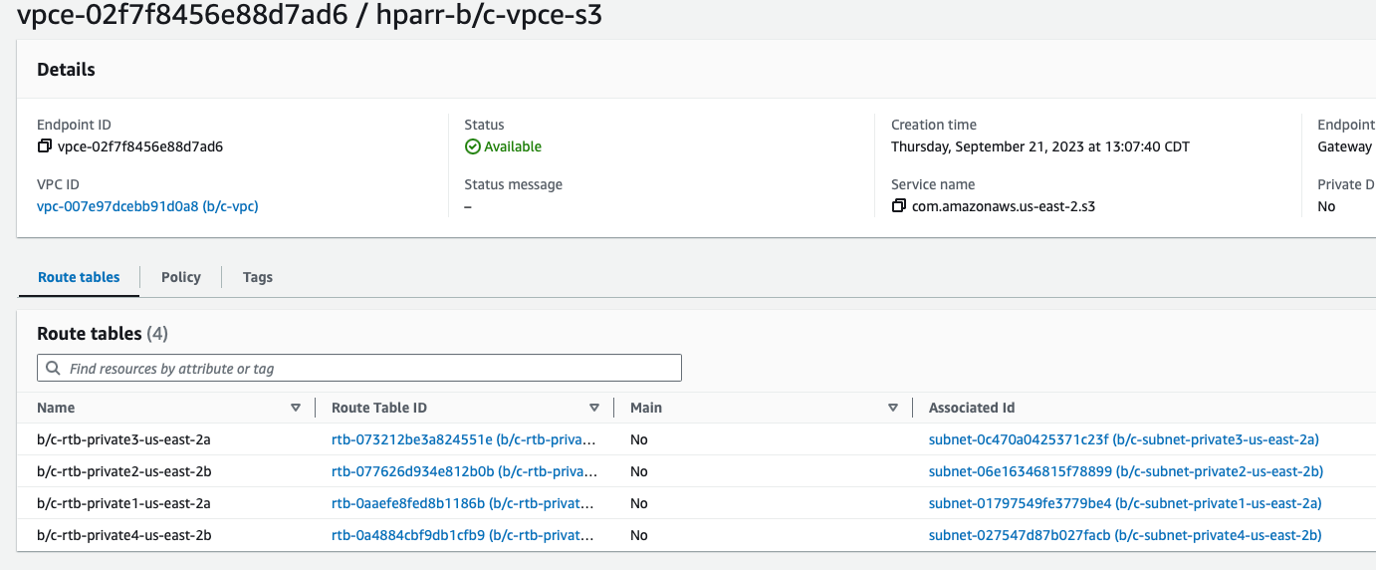 vpce-02f7f8456e88d7ad6 / hparr-b/c-vpce-s3
Details
Endpoint ID
vpce-02f7f8456e88d7ad6
Status
Available
Creation time
Thursday, September 21, 2023 at 13:07:40 CDT
Endpoint
Gateway
VPC ID
vpc-007e97dcebb91d0a8 (b/c-vpc)
Status message
–
Service name
com.amazonaws.us-east-2.s3
Private D
No
Route tables Policy Tags
Route tables (4)
Find resources by attribute or tag
Name Route Table ID Main Associated Id
b/c-rtb-private3-us-east-2a rtb-073212be3a824551e (b/c-rtb-priva... No subnet-0c470a0425371c23f (b/c-subnet-private3-us-east-2a)
b/c-rtb-private2-us-east-2b rtb-077626d934e812b0b (b/c-rtb-priva... No subnet-06e16346815f78899 (b/c-subnet-private2-us-east-2b)
b/c-rtb-private1-us-east-2a rtb-0aaefe8fed8b1186b (b/c-rtb-privat... No subnet-01797549fe3779be4 (b/c-subnet-private1-us-east-2a)
b/c-rtb-private4-us-east-2b rtb-0a4884cbf9db1cfb9 (b/c-rtb-privat... No subnet-027547d87b027facb (b/c-subnet-private4-us-east-2b)